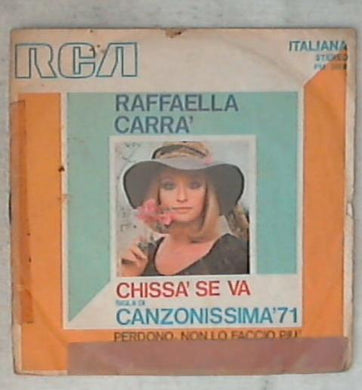 RCA
ITALIANA
STEREO
RAFFAELLA
CARRA'
CHISSA' SE VA
SIGLA DI
CANZONISSIMA'71
PERDONO, NON LO FACCIO PIU'